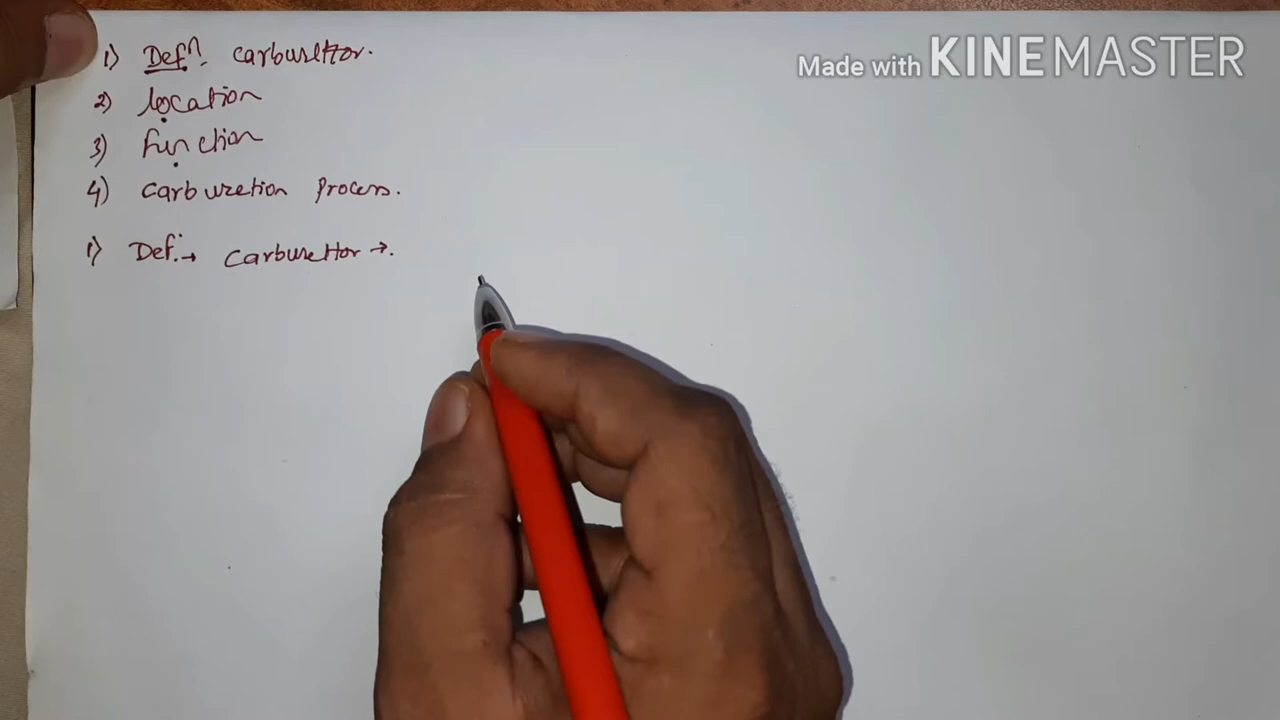 1) Defn. carburettor.
Made with KINEMASTER
2) location
3) function
4) carburetion process.
1) Def:→ carburettor →.